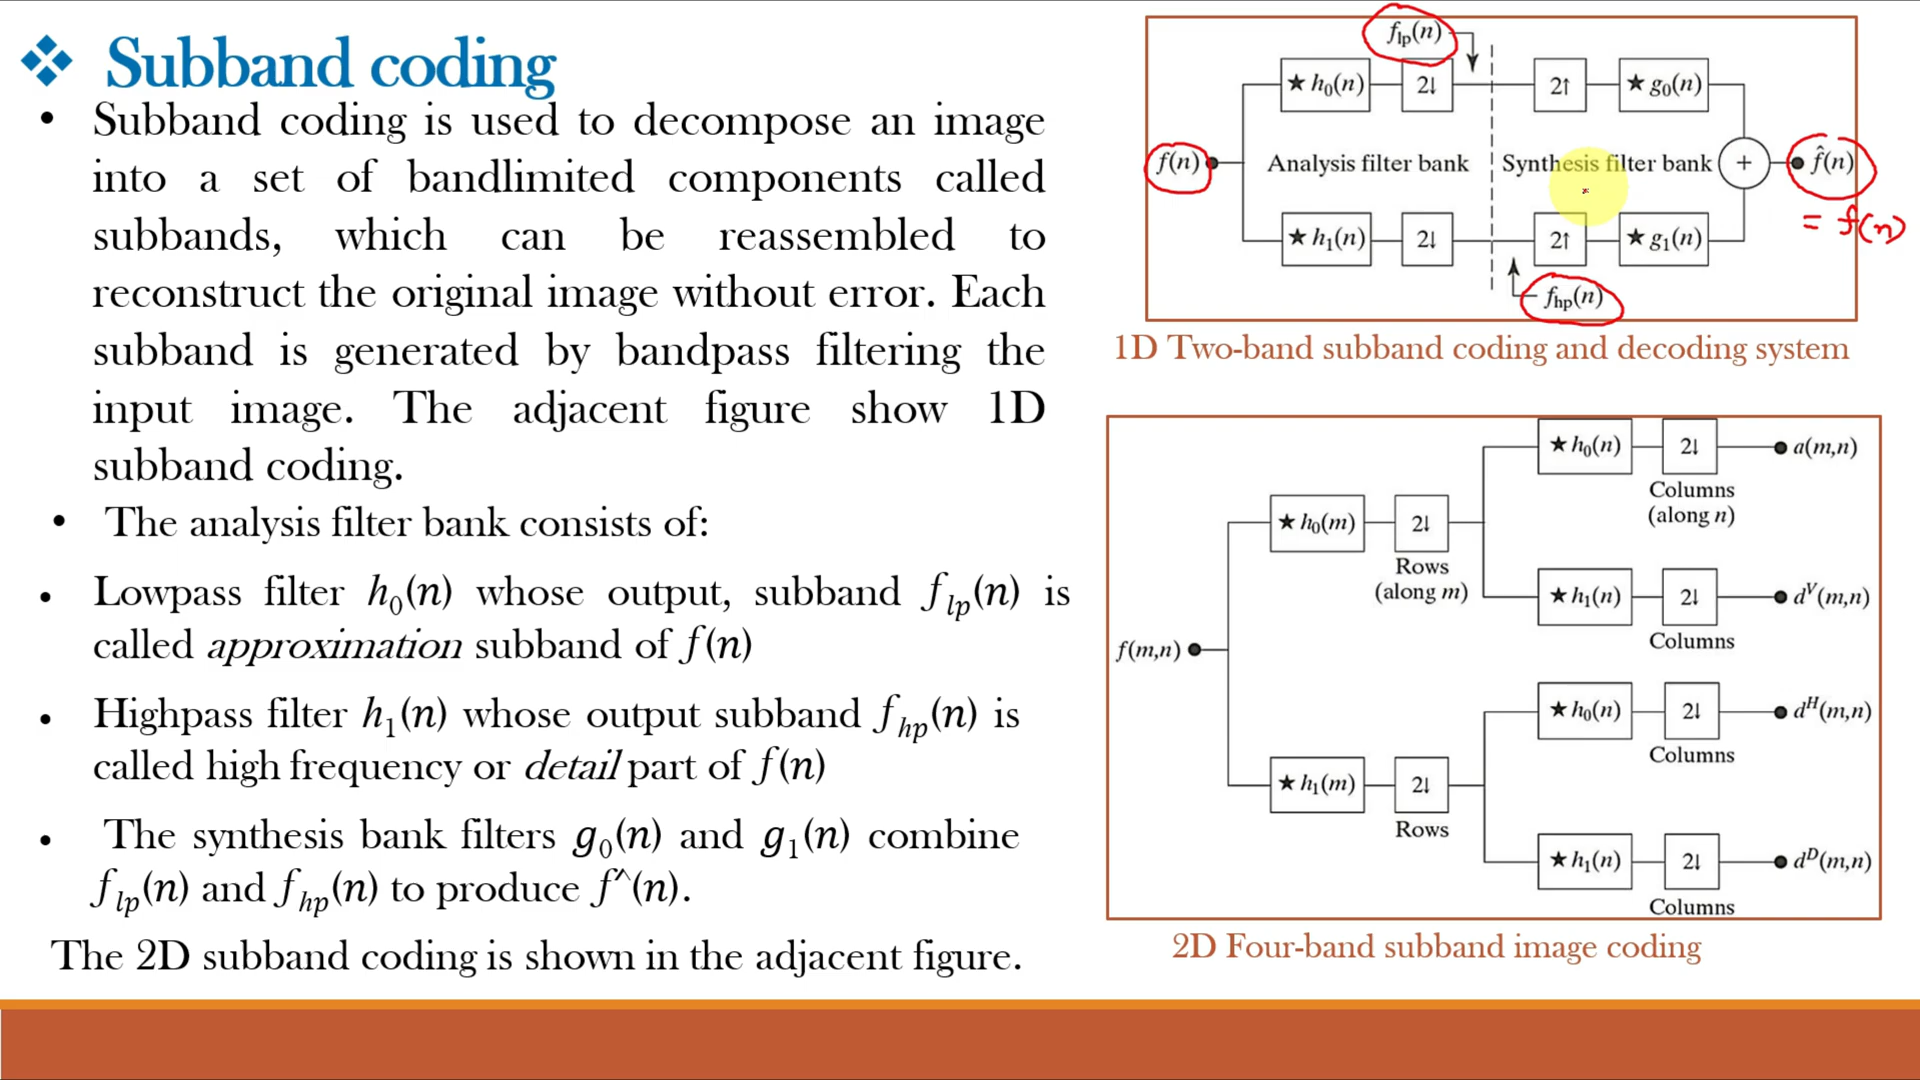 ❖ Subband coding
• Subband coding is used to decompose an image
into a set of bandlimited components called
subbands, which can be reassembled to
reconstruct the original image without error. Each
subband is generated by bandpass filtering the
input image. The adjacent figure show 1D
subband coding.
• The analysis filter bank consists of:
• Lowpass filter h₀(n) whose output, subband f_lp(n) is
called approximation subband of f(n)
• Highpass filter h₁(n) whose output subband f_hp(n) is
called high frequency or detail part of f(n)
• The synthesis bank filters g₀(n) and g₁(n) combine
f_lp(n) and f_hp(n) to produce f^(n).
The 2D subband coding is shown in the adjacent figure.
f_lp(n)
★ h₀(n) 2↓ 2↑ ★ g₀(n)
f(n) Analysis filter bank Synthesis filter bank + f̂(n)
= f(n)
★ h₁(n) 2↓ 2↑ ★ g₁(n)
f_hp(n)
1D Two-band subband coding and decoding system
★ h₀(n) 2↓ a(m,n)
Columns
(along n)
★ h₀(m) 2↓
Rows
(along m)
★ h₁(n) 2↓ dⱽ(m,n)
Columns
f(m,n)
★ h₀(n) 2↓ dᴴ(m,n)
Columns
★ h₁(m) 2↓
Rows
★ h₁(n) 2↓ dᴰ(m,n)
Columns
2D Four-band subband image coding